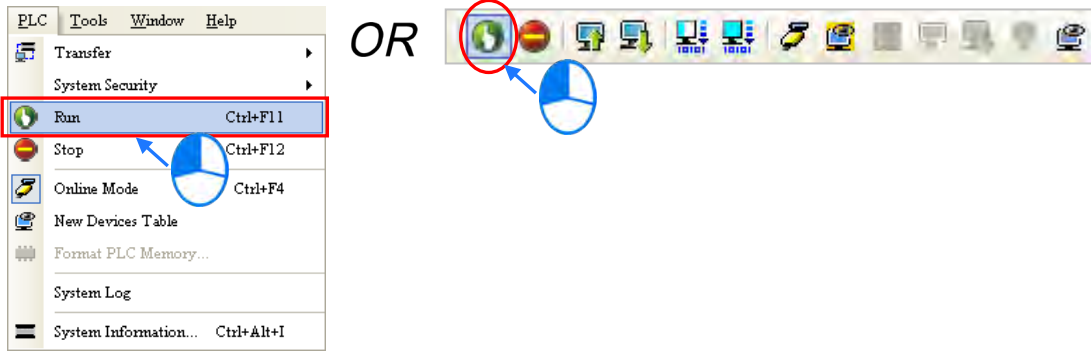 PLC Tools Window Help
Transfer
System Security
Run Ctrl+F11
Stop Ctrl+F12
Online Mode Ctrl+F4
New Devices Table
Format PLC Memory...
System Log
System Information... Ctrl+Alt+I
OR